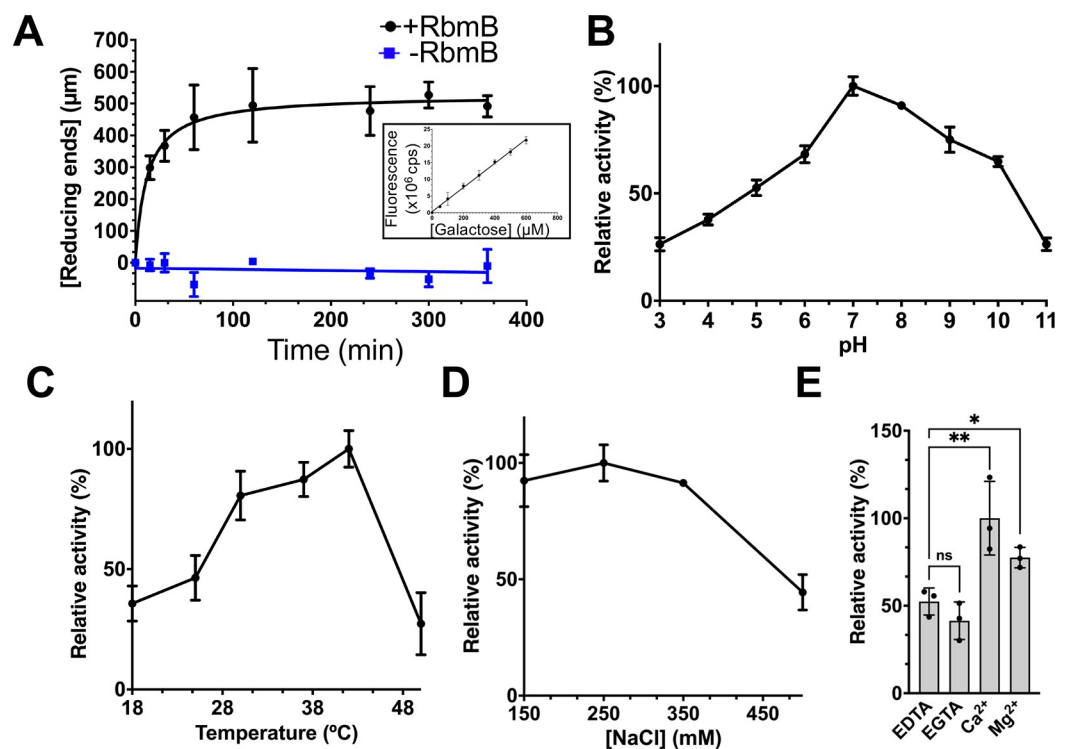 A
+RbmB
-RbmB
[Reducing ends] (µm)
700
600
500
400
300
200
100
0
0 100 200 300 400
Time (min)
Fluorescence
(x10⁶ cps)
25
20
15
10
5
0
0 200 400 600 800
[Galactose] (µM)
B
Relative activity (%)
100
50
0
3 4 5 6 7 8 9 10 11
pH
C
Relative activity (%)
100
50
0
18 28 38 48
Temperature (ºC)
D
Relative activity (%)
100
50
0
150 250 350 450
[NaCl] (mM)
E
Relative activity (%)
150
100
50
0
*
**
ns
EDTA EGTA Ca²⁺ Mg²⁺